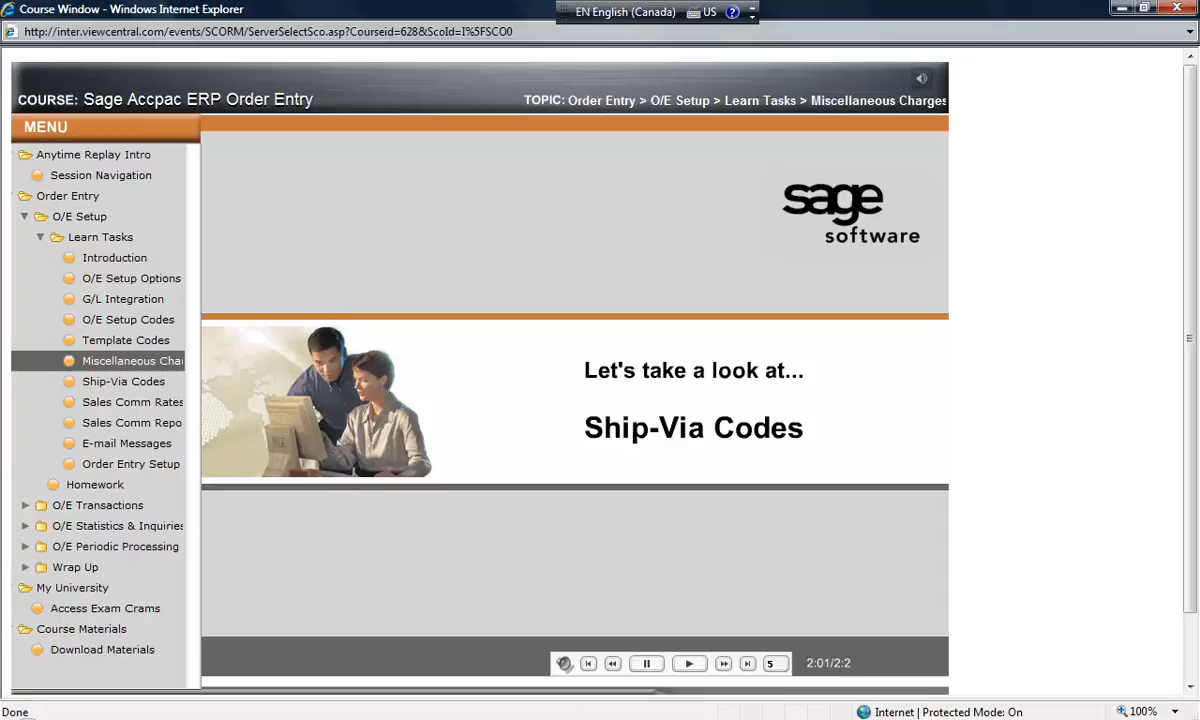 Course Window - Windows Internet Explorer
EN English (Canada) US
http://inter.viewcentral.com/events/SCORM/ServerSelectSco.asp?Courseid=628&ScoId=I%5FSCO0
COURSE: Sage Accpac ERP Order Entry
TOPIC: Order Entry > O/E Setup > Learn Tasks > Miscellaneous Charges
MENU
Anytime Replay Intro
Session Navigation
Order Entry
O/E Setup
Learn Tasks
Introduction
O/E Setup Options
G/L Integration
O/E Setup Codes
Template Codes
Miscellaneous Cha
Ship-Via Codes
Sales Comm Rates
Sales Comm Repo
E-mail Messages
Order Entry Setup
Homework
O/E Transactions
O/E Statistics & Inquiries
O/E Periodic Processing
Wrap Up
My University
Access Exam Crams
Course Materials
Download Materials
sage
software
Let's take a look at...
Ship-Via Codes
5
2:01/2:2
Done
Internet | Protected Mode: On
100%